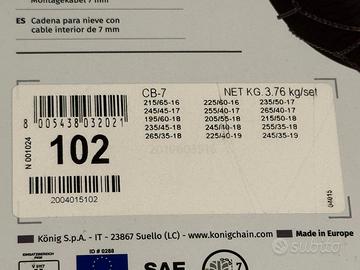 Montagekabel 7 mm
ES Cadena para nieve con
cable interior de 7 mm
CB-7 NET KG. 3.76 kg/set
215/65-16 225/60-16 235/50-17
245/45-17 255/40-17 265/40-17
195/60-18 205/55-18 215/50-18
235/45-18 245/40-18 255/35-18
265/35-18 225/40-19 245/35-19
8 005438 032021
N 001024
102
2004015102
04015
König S.p.A. - IT - 23867 Suello (LC) - www.konigchain.com
Made in Europe
ID # 0288
SAE
7
subito